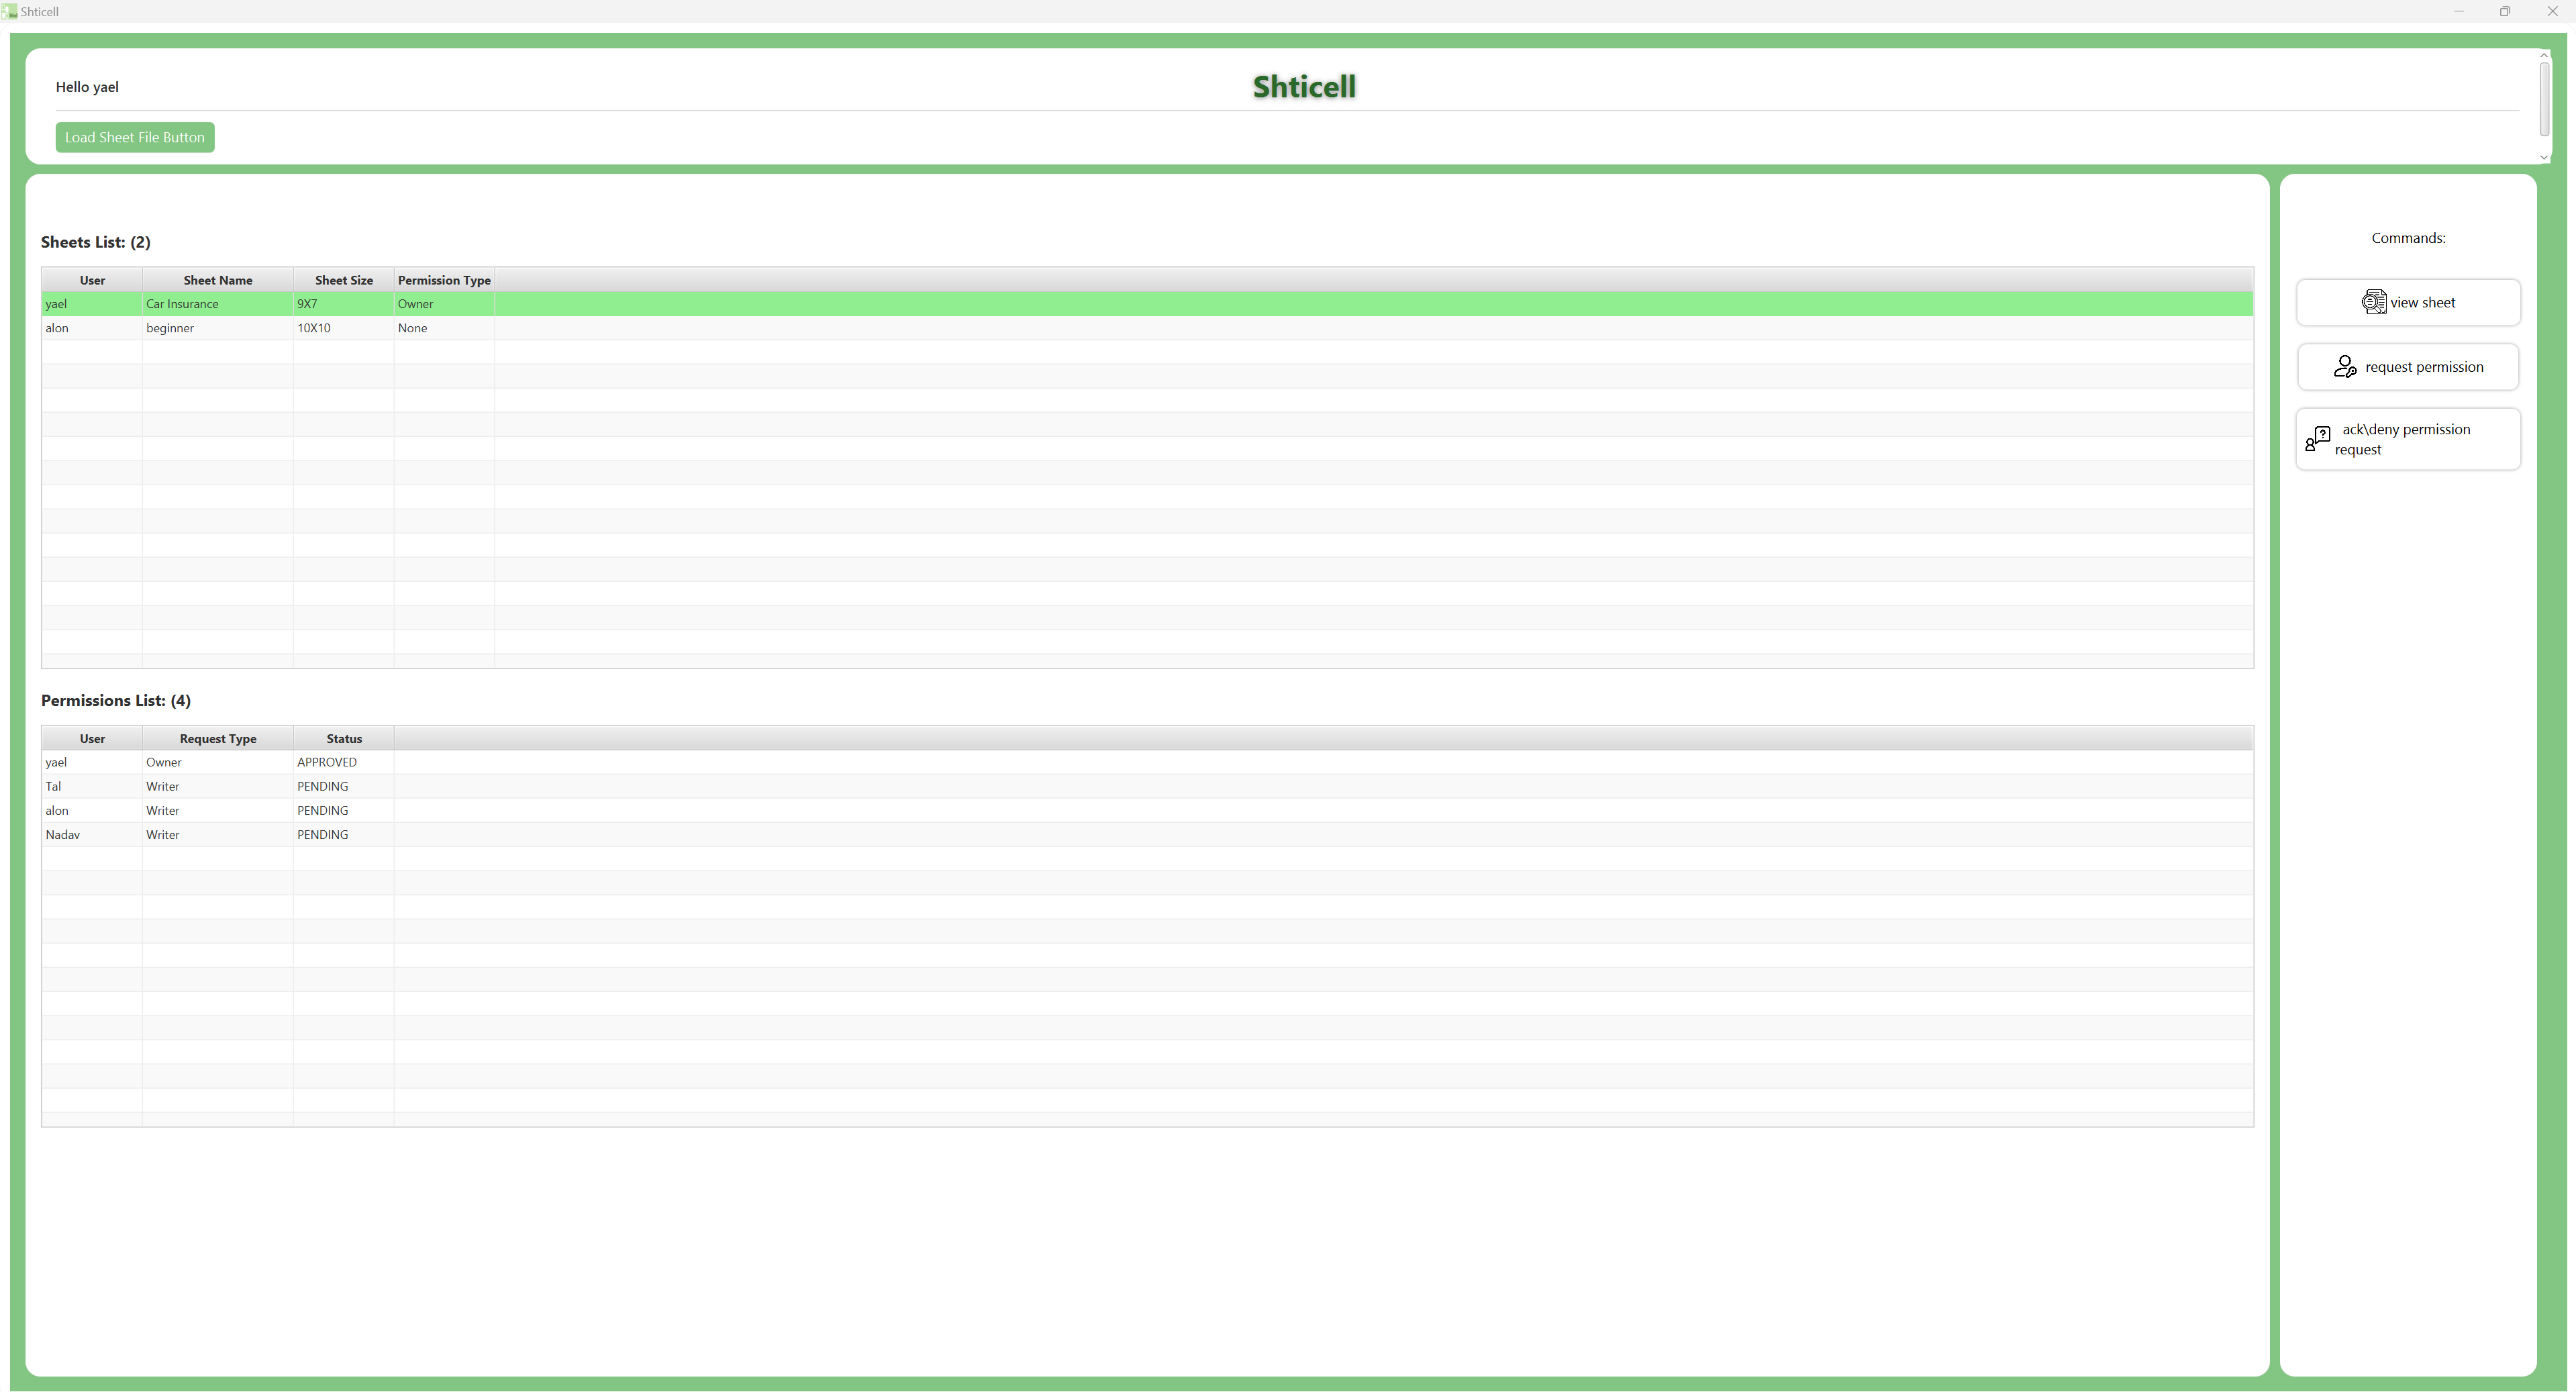 Shticell
Hello yael
Shticell
Load Sheet File Button
Sheets List: (2)
User Sheet Name Sheet Size Permission Type
yael Car Insurance 9X7 Owner
alon beginner 10X10 None
Permissions List: (4)
User Request Type Status
yael Owner APPROVED
Tal Writer PENDING
alon Writer PENDING
Nadav Writer PENDING
Commands:
view sheet
request permission
ack\deny permission
request